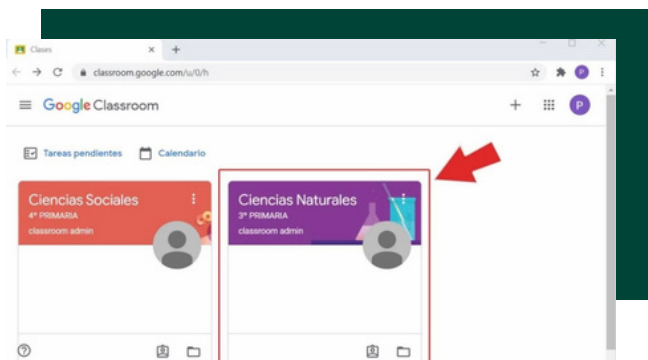 Clases
classroom.google.com/u/0/h
P
Google Classroom
P
Tareas pendientes Calendario
Ciencias Sociales
4º PRIMARIA
classroom admin
Ciencias Naturales
3º PRIMARIA
classroom admin